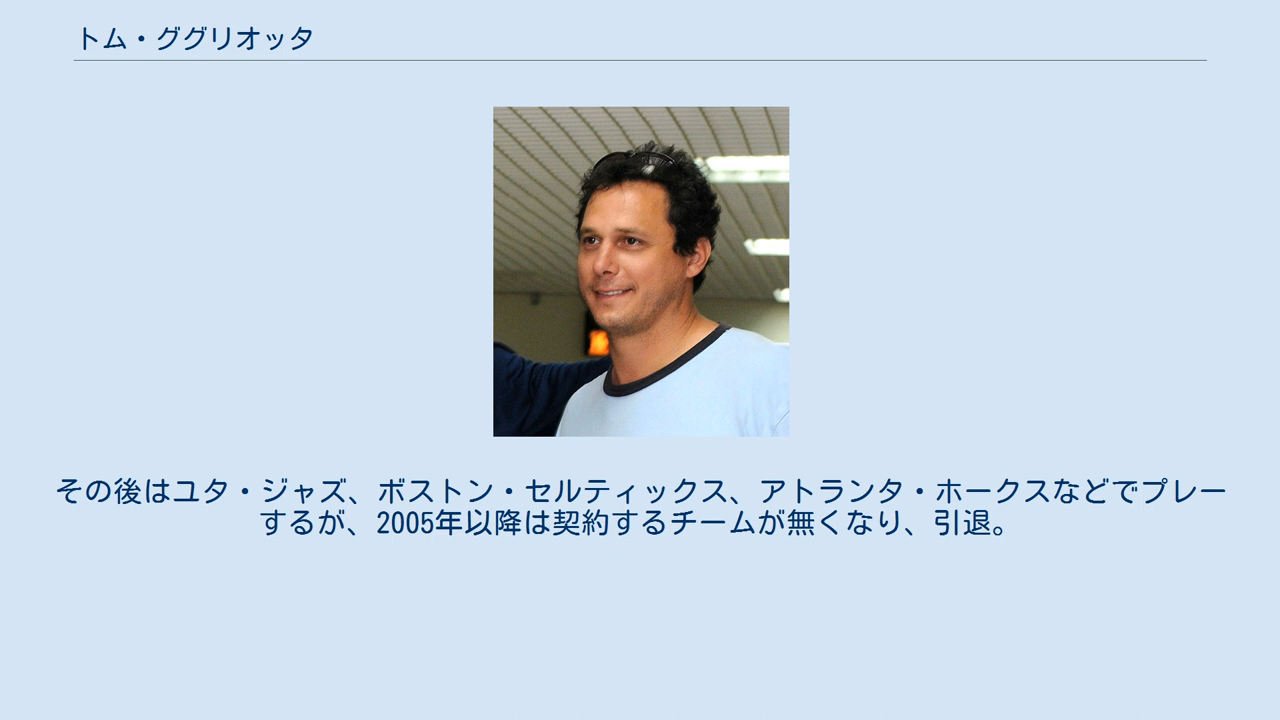 トム・ググリオッタ
その後はユタ・ジャズ、ボストン・セルティックス、アトランタ・ホークスなどでプレー
するが、2005年以降は契約するチームが無くなり、引退。